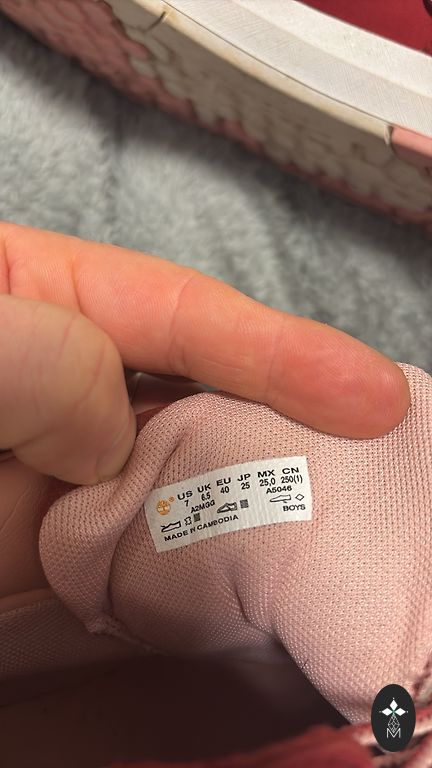 US UK EU JP MX CN
7 6.5 40 25 25,0 250(1)
A2MGG A5046
BOYS
MADE IN CAMBODIA
M